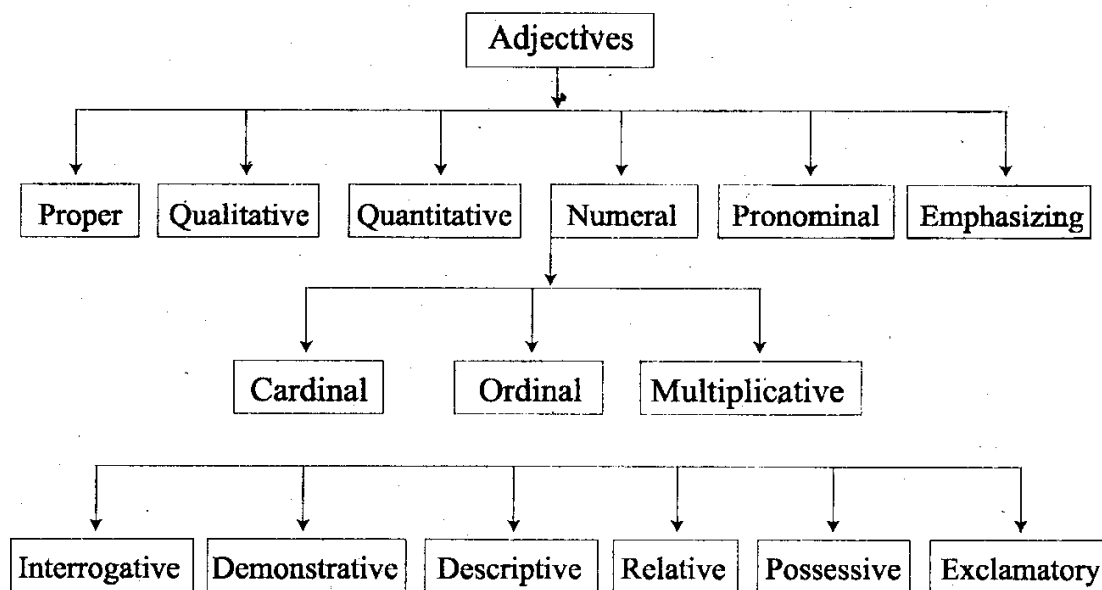 Adjectives
Proper Qualitative Quantitative Numeral Pronominal Emphasizing
Cardinal Ordinal Multiplicative
Interrogative Demonstrative Descriptive Relative Possessive Exclamatory